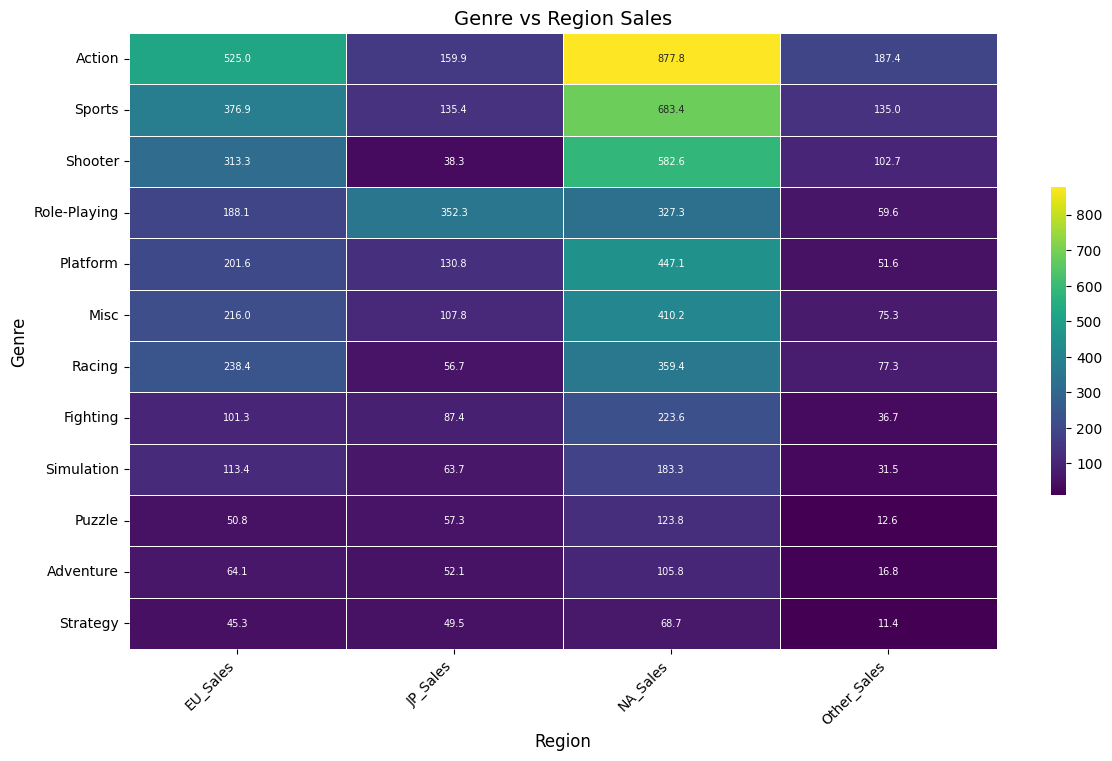 Genre vs Region Sales
Genre
Action 525.0 159.9 877.8 187.4
Sports 376.9 135.4 683.4 135.0
Shooter 313.3 38.3 582.6 102.7
Role-Playing 188.1 352.3 327.3 59.6
Platform 201.6 130.8 447.1 51.6
Misc 216.0 107.8 410.2 75.3
Racing 238.4 56.7 359.4 77.3
Fighting 101.3 87.4 223.6 36.7
Simulation 113.4 63.7 183.3 31.5
Puzzle 50.8 57.3 123.8 12.6
Adventure 64.1 52.1 105.8 16.8
Strategy 45.3 49.5 68.7 11.4
EU_Sales JP_Sales NA_Sales Other_Sales
Region
800
700
600
500
400
300
200
100